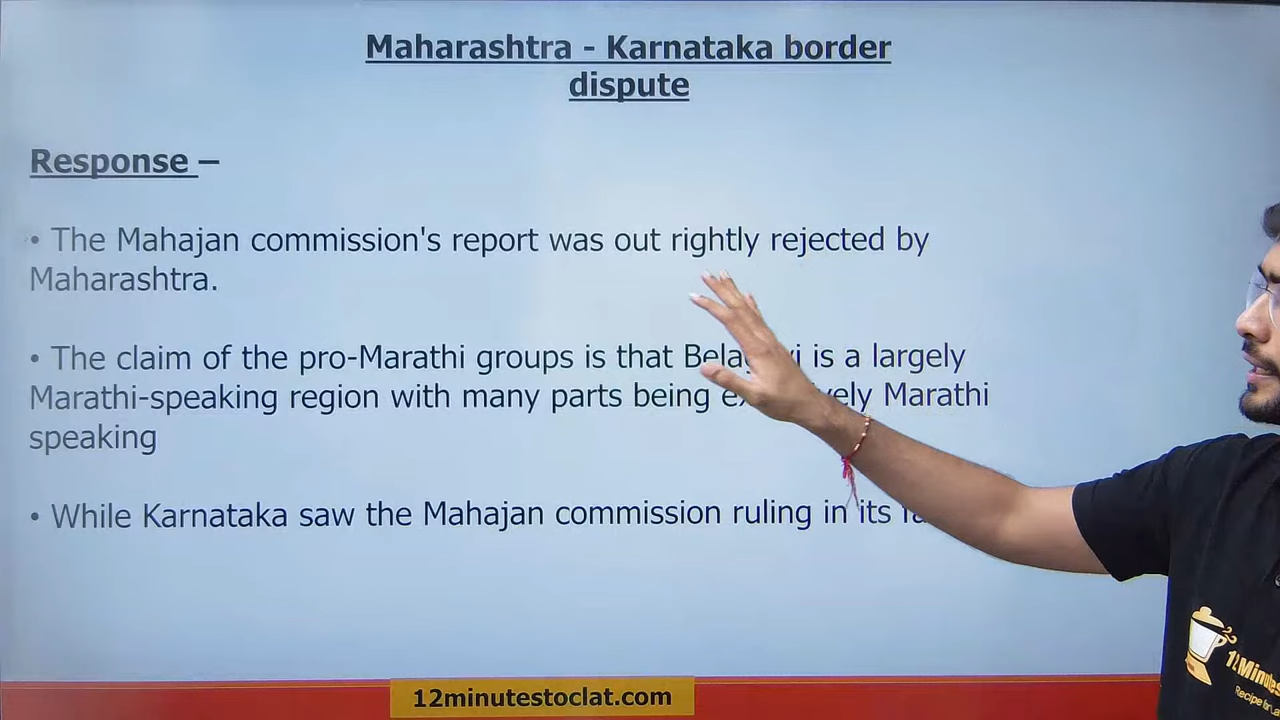 Maharashtra - Karnataka border
dispute
Response –
• The Mahajan commission's report was out rightly rejected by
Maharashtra.
• The claim of the pro-Marathi groups is that is a largely
Marathi-speaking region with many parts being Marathi
speaking
• While Karnataka saw the Mahajan commission ruling in its
12minutestoclat.com